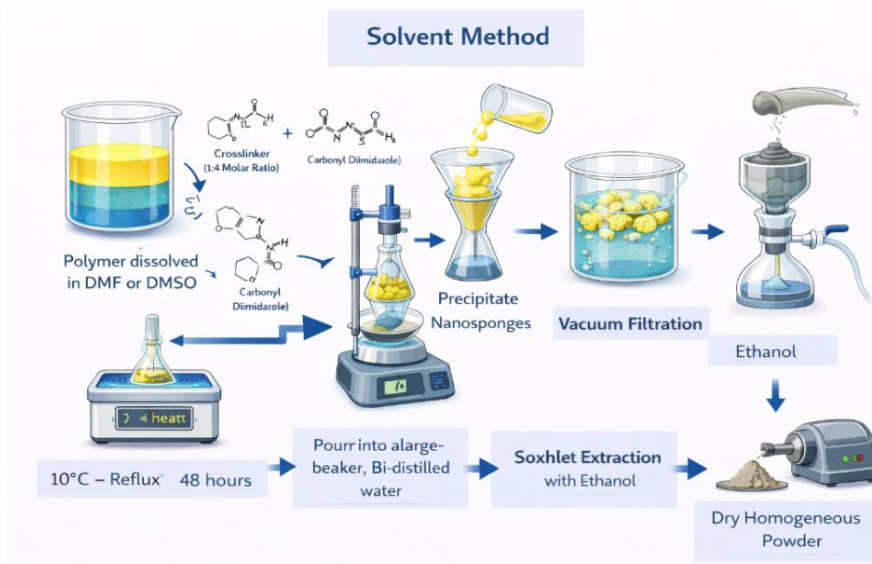 Solvent Method
Crosslinker
(1:4 Molar Ratio)
+
Carbonyl Diimidazole)
Polymer dissolved
in DMF or DMSO
Carbonyl
Diimidazole)
Precipitate
Nanosponges
Vacuum Filtration
Ethanol
heatt
10°C – Reflux' 48 hours
Pourr into alarge-
beaker, Bi-distilled
water
Soxhlet Extraction
with Ethanol
Dry Homogeneous
Powder